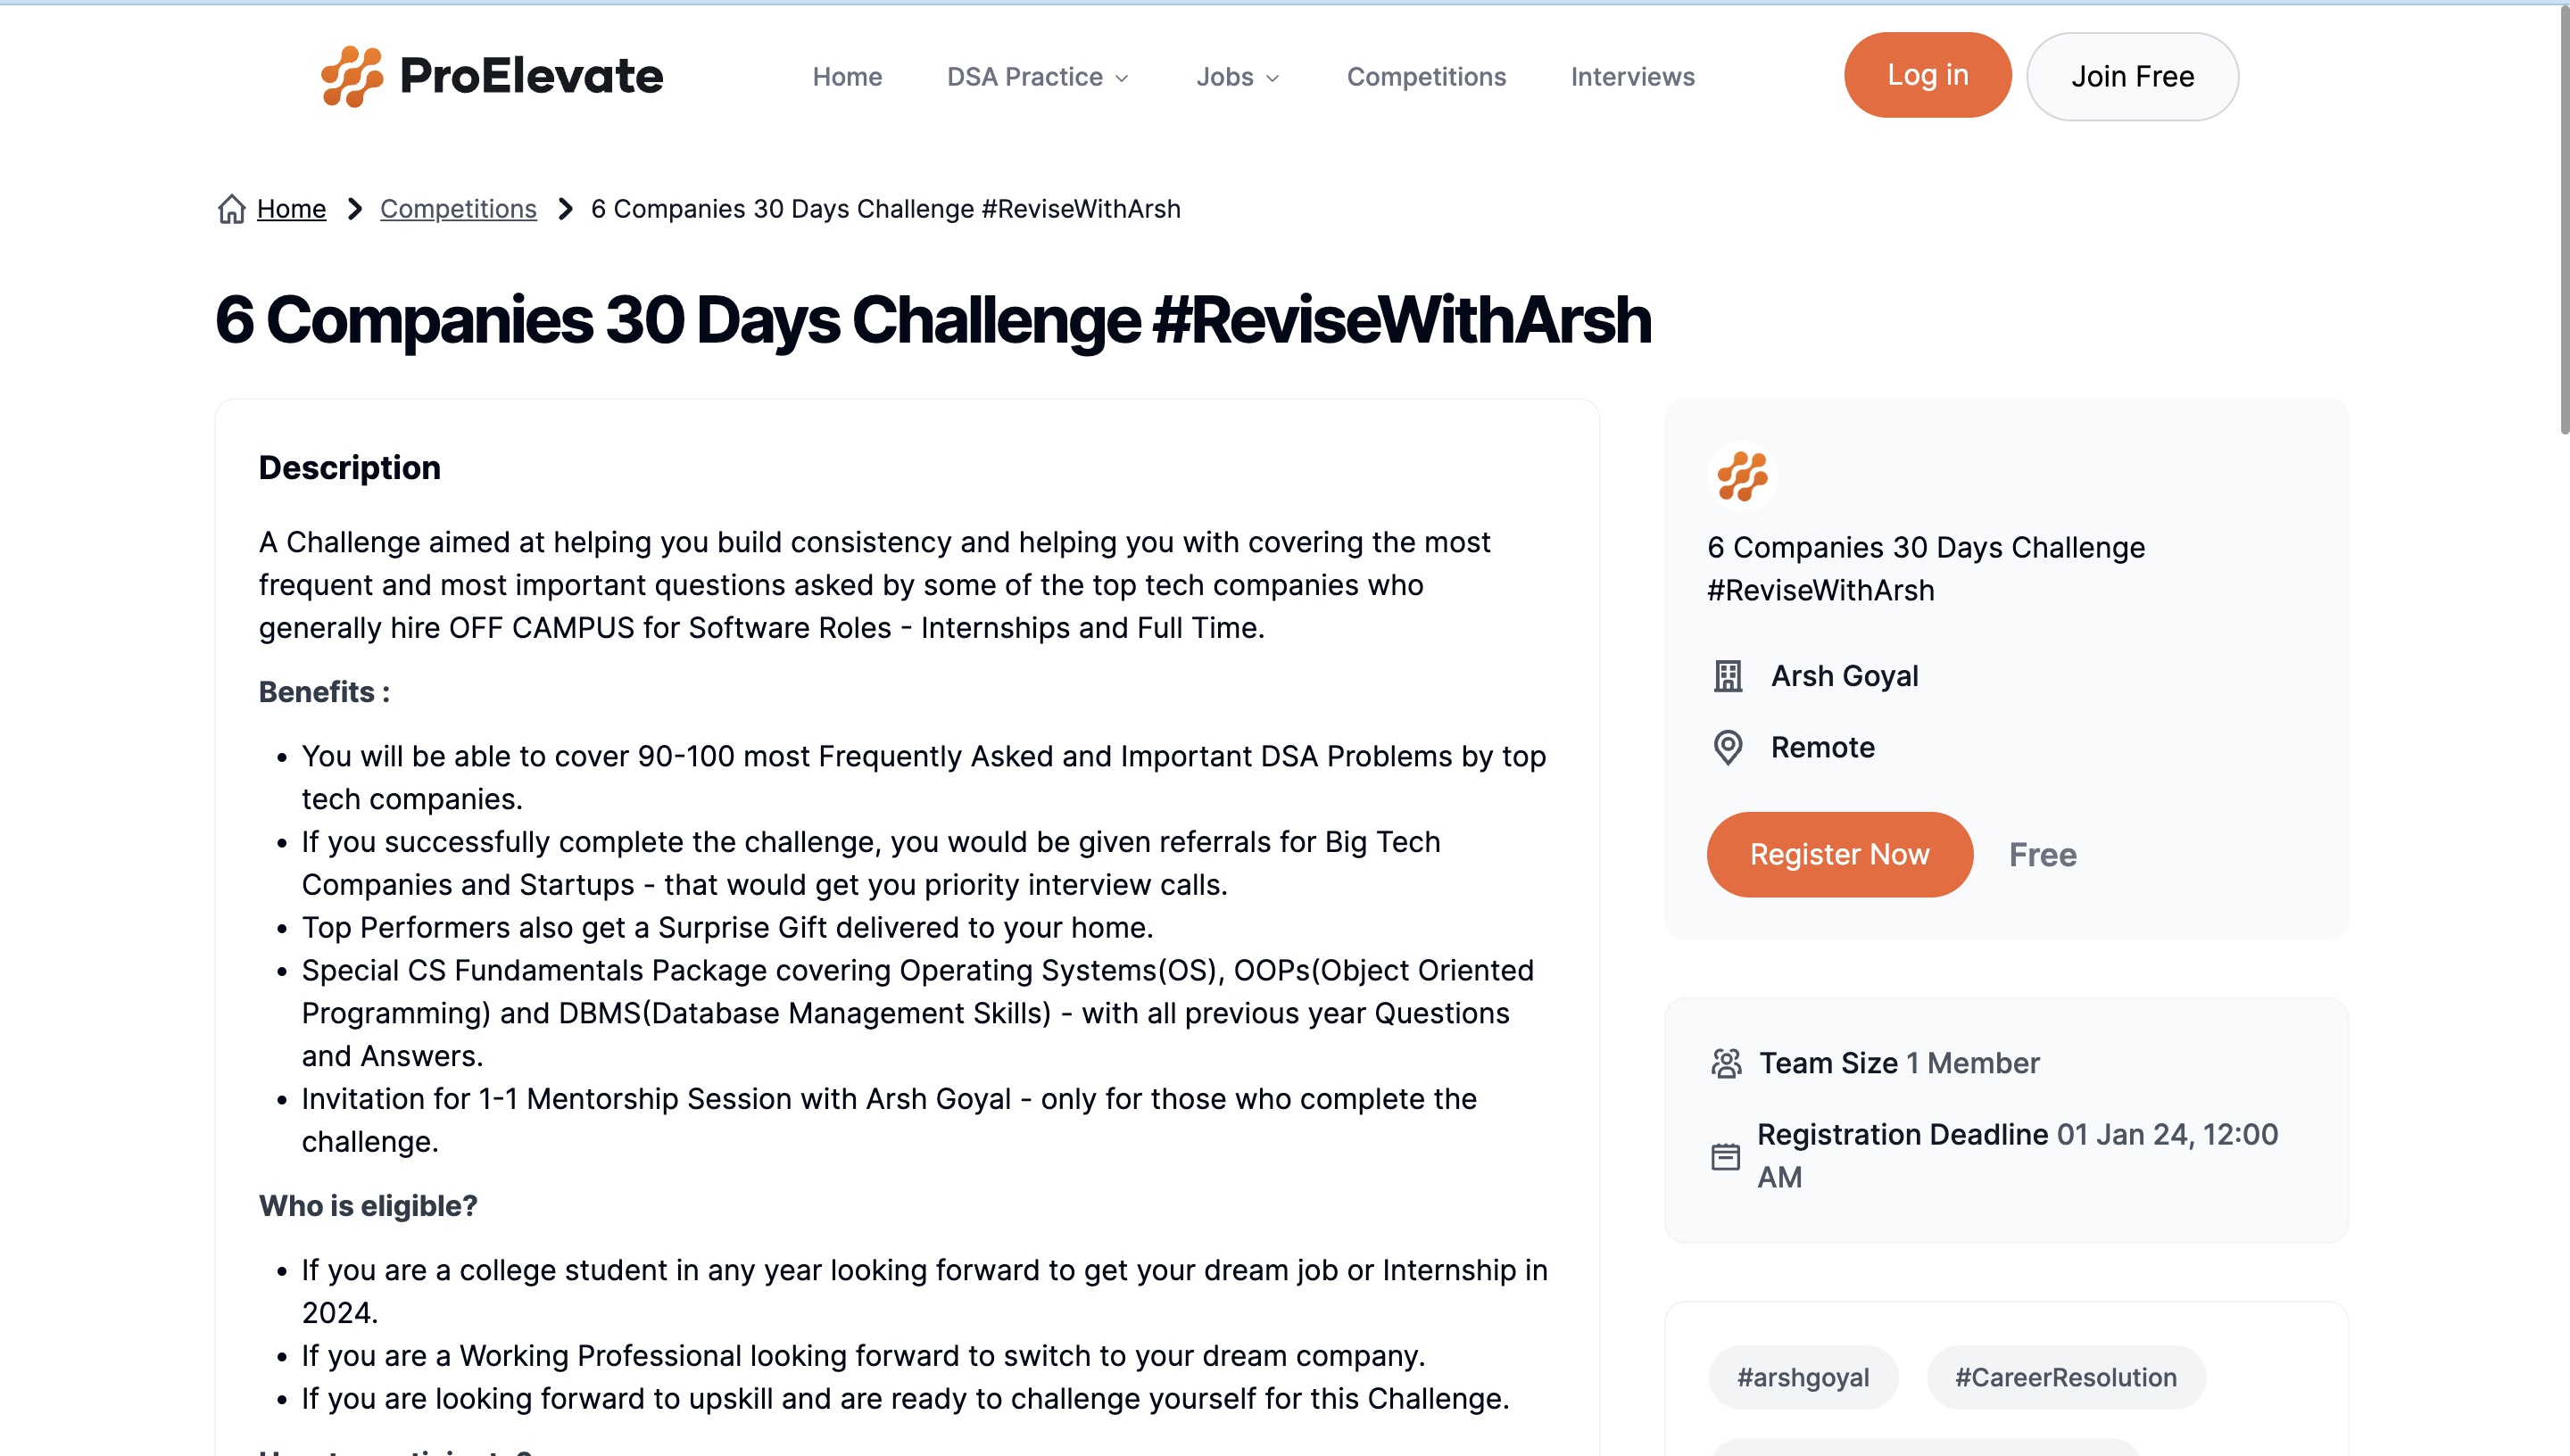 ProElevate
Home
DSA Practice
Jobs
Competitions
Interviews
Log in
Join Free
Home
Competitions
6 Companies 30 Days Challenge #ReviseWithArsh
6 Companies 30 Days Challenge #ReviseWithArsh
Description
A Challenge aimed at helping you build consistency and helping you with covering the most
frequent and most important questions asked by some of the top tech companies who
generally hire OFF CAMPUS for Software Roles - Internships and Full Time.
Benefits :
• You will be able to cover 90-100 most Frequently Asked and Important DSA Problems by top
tech companies.
• If you successfully complete the challenge, you would be given referrals for Big Tech
Companies and Startups - that would get you priority interview calls.
• Top Performers also get a Surprise Gift delivered to your home.
• Special CS Fundamentals Package covering Operating Systems(OS), OOPs(Object Oriented
Programming) and DBMS(Database Management Skills) - with all previous year Questions
and Answers.
• Invitation for 1-1 Mentorship Session with Arsh Goyal - only for those who complete the
challenge.
Who is eligible?
• If you are a college student in any year looking forward to get your dream job or Internship in
2024.
• If you are a Working Professional looking forward to switch to your dream company.
• If you are looking forward to upskill and are ready to challenge yourself for this Challenge.
6 Companies 30 Days Challenge
#ReviseWithArsh
Arsh Goyal
Remote
Register Now
Free
Team Size 1 Member
Registration Deadline 01 Jan 24, 12:00
AM
#arshgoyal
#CareerResolution